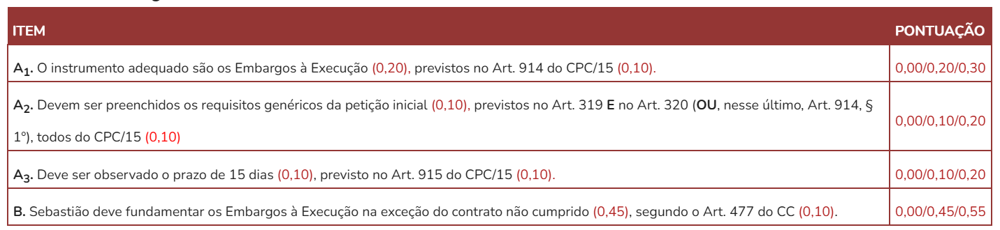 ITEM PONTUAÇÃO
A1. O instrumento adequado são os Embargos à Execução (0,20), previstos no Art. 914 do CPC/15 (0,10). 0,00/0,20/0,30
A2. Devem ser preenchidos os requisitos genéricos da petição inicial (0,10), previstos no Art. 319 E no Art. 320 (OU, nesse último, Art. 914, §
1º), todos do CPC/15 (0,10) 0,00/0,10/0,20
A3. Deve ser observado o prazo de 15 dias (0,10), previsto no Art. 915 do CPC/15 (0,10). 0,00/0,10/0,20
B. Sebastião deve fundamentar os Embargos à Execução na exceção do contrato não cumprido (0,45), segundo o Art. 477 do CC (0,10). 0,00/0,45/0,55